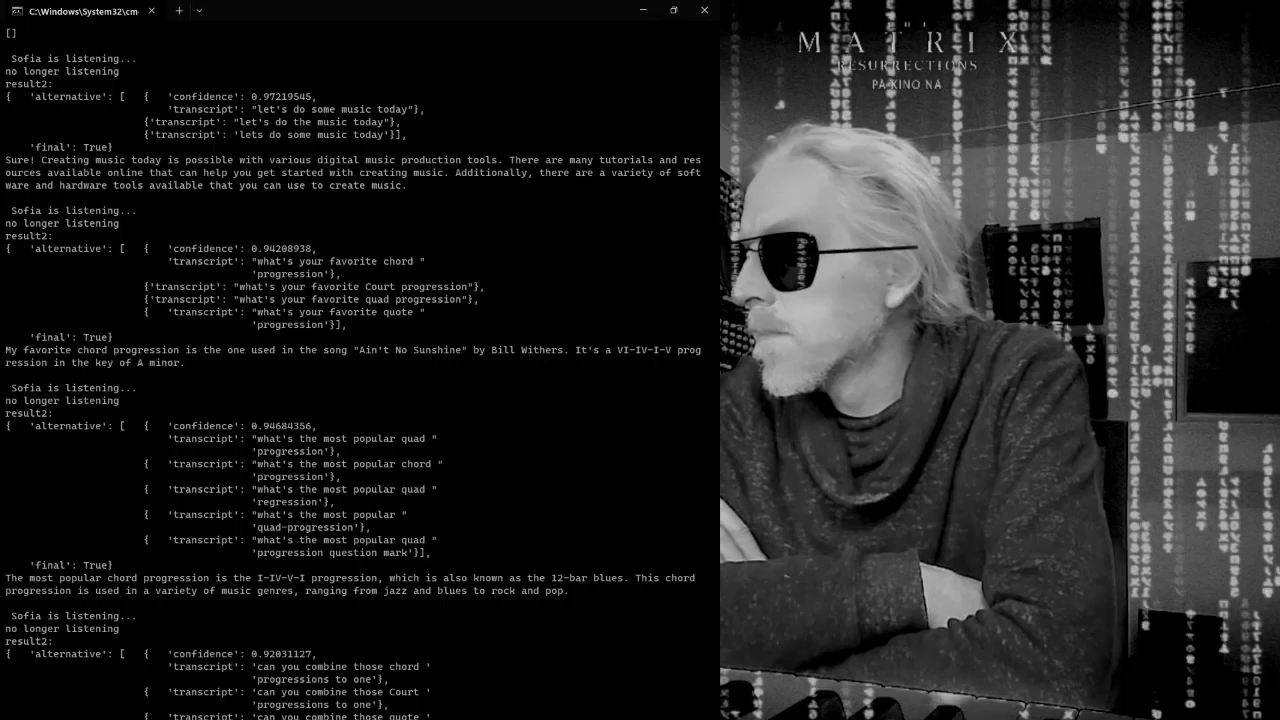 C:\Windows\System32\cm
[]
Sofia is listening...
no longer listening
result2:
{   'alternative': [   {   'confidence': 0.97219545,
'transcript': "let's do some music today"},
{'transcript': "let's do the music today"},
{'transcript': 'lets do some music today'}],
'final': True}
Sure! Creating music today is possible with various digital music production tools. There are many tutorials and res
ources available online that can help you get started with creating music. Additionally, there are a variety of soft
ware and hardware tools available that you can use to create music.
Sofia is listening...
no longer listening
result2:
{   'alternative': [   {   'confidence': 0.94208938,
'transcript': "what's your favorite chord "
'progression'},
{'transcript': "what's your favorite Court progression"},
{'transcript': "what's your favorite quad progression"},
{   'transcript': "what's your favorite quote "
'progression'}],
'final': True}
My favorite chord progression is the one used in the song "Ain't No Sunshine" by Bill Withers. It's a VI-IV-I-V prog
ression in the key of A minor.
Sofia is listening...
no longer listening
result2:
{   'alternative': [   {   'confidence': 0.94684356,
'transcript': "what's the most popular quad "
'progression'},
{   'transcript': "what's the most popular chord "
'progression'},
{   'transcript': "what's the most popular quad "
'regression'},
{   'transcript': "what's the most popular "
'quad-progression'},
{   'transcript': "what's the most popular quad "
'progression question mark'}],
'final': True}
The most popular chord progression is the I-IV-V-I progression, which is also known as the 12-bar blues. This chord
progression is used in a variety of music genres, ranging from jazz and blues to rock and pop.
Sofia is listening...
no longer listening
result2:
{   'alternative': [   {   'confidence': 0.92031127,
'transcript': 'can you combine those chord '
'progressions to one'},
{   'transcript': 'can you combine those Court '
'progressions to one'},
{   'transcript': 'can you combine those quote '
MATRIX
RESURRECTIONS
PÅ KINO NÅ